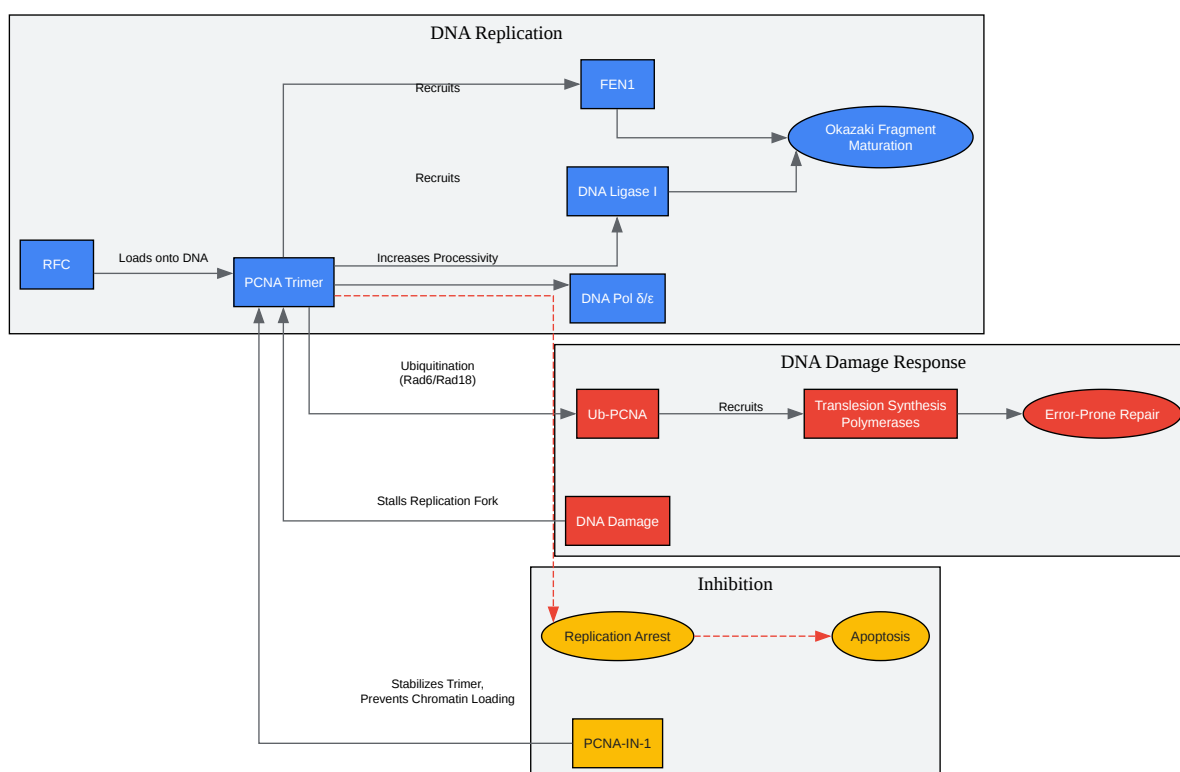 DNA Replication
FEN1
Recruits
Okazaki Fragment
Maturation
Recruits
DNA Ligase I
RFC
Loads onto DNA
PCNA Trimer
Increases Processivity
DNA Pol δ/ε
DNA Damage Response
Ubiquitination
(Rad6/Rad18)
Ub-PCNA
Recruits
Translesion Synthesis
Polymerases
Error-Prone Repair
Stalls Replication Fork
DNA Damage
Inhibition
Replication Arrest
Apoptosis
Stabilizes Trimer,
Prevents Chromatin Loading
PCNA-IN-1